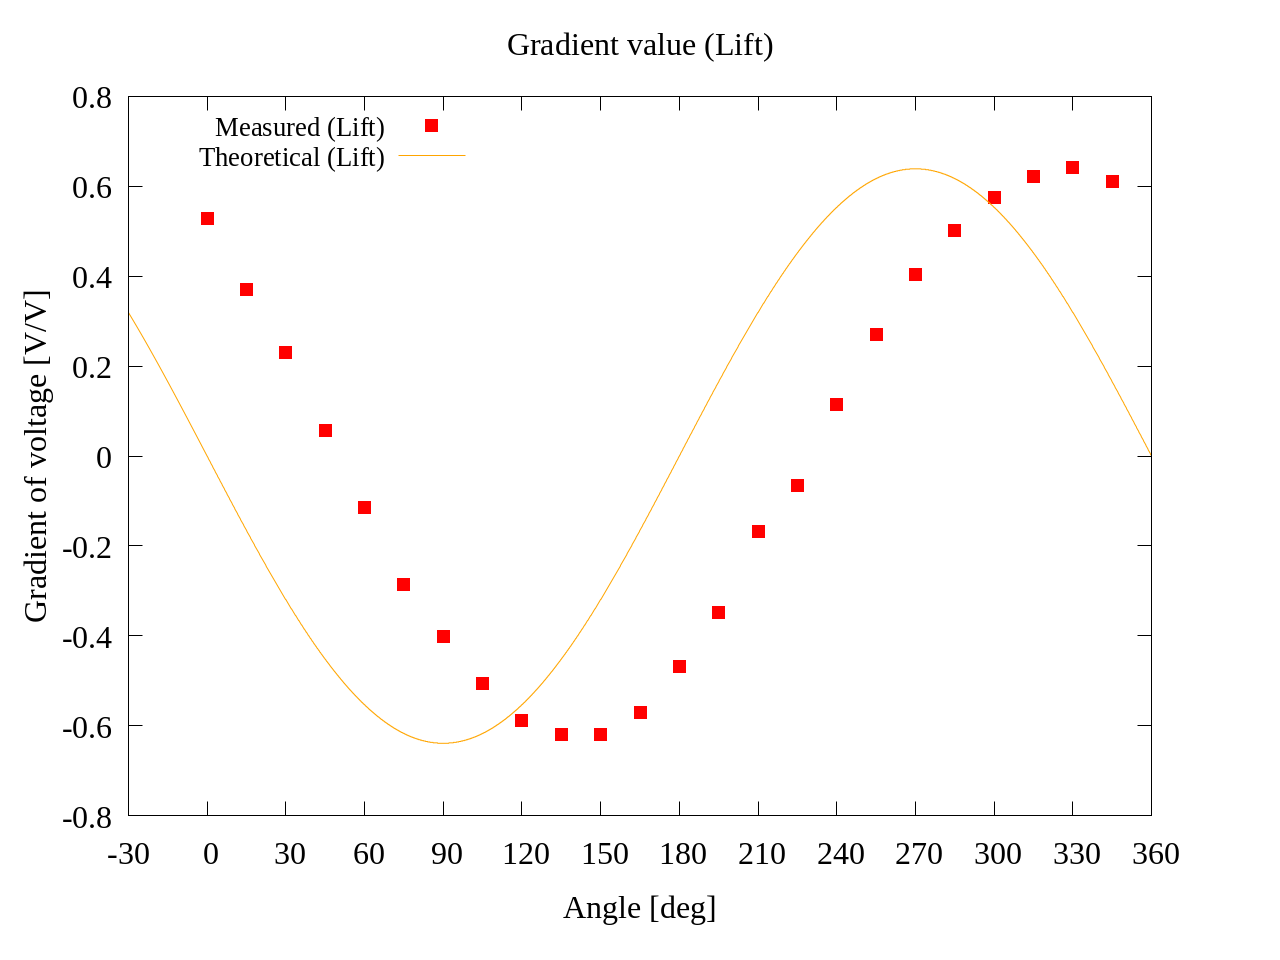 Gradient value (Lift)
Measured (Lift)
Theoretical (Lift)
Gradient of voltage [V/V]
0.8
0.6
0.4
0.2
0
-0.2
-0.4
-0.6
-0.8
-30 0 30 60 90 120 150 180 210 240 270 300 330 360
Angle [deg]